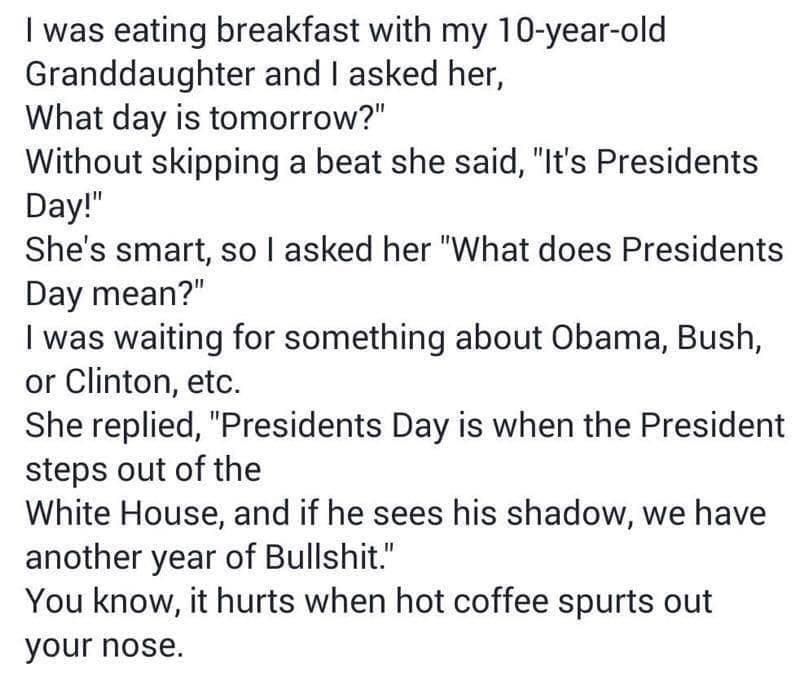 I was eating breakfast with my 10-year-old
Granddaughter and I asked her,
What day is tomorrow?"
Without skipping a beat she said, "It's Presidents
Day!"
She's smart, so I asked her "What does Presidents
Day mean?"
I was waiting for something about Obama, Bush,
or Clinton, etc.
She replied, "Presidents Day is when the President
steps out of the
White House, and if he sees his shadow, we have
another year of Bullshit."
You know, it hurts when hot coffee spurts out
your nose.